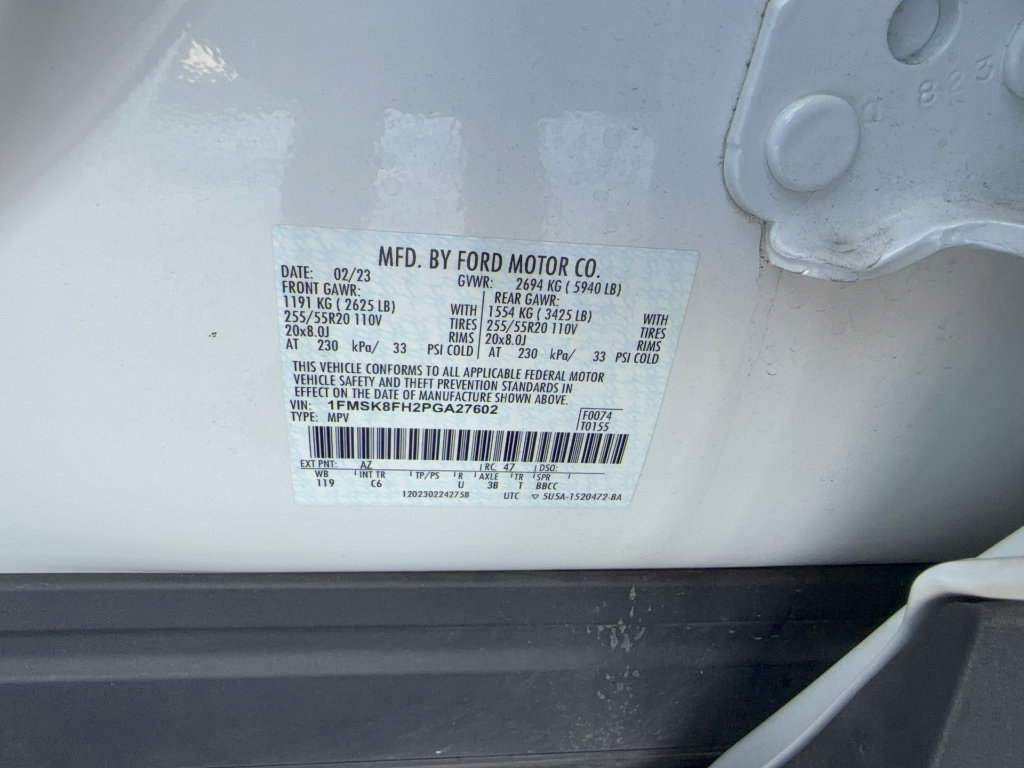 MFD. BY FORD MOTOR CO.
DATE: 02/23 GVWR: 2694 KG ( 5940 LB)
FRONT GAWR: REAR GAWR:
1191 KG ( 2625 LB) WITH 1554 KG ( 3425 LB) WITH
255/55R20 110V TIRES 255/55R20 110V TIRES
20x8.0J RIMS 20x8.0J RIMS
AT 230 kPa/ 33 PSI COLD AT 230 kPa/ 33 PSI COLD
THIS VEHICLE CONFORMS TO ALL APPLICABLE FEDERAL MOTOR
VEHICLE SAFETY AND THEFT PREVENTION STANDARDS IN
EFFECT ON THE DATE OF MANUFACTURE SHOWN ABOVE.
VIN: 1FMSK8FH2PGA27602 F0074
TYPE: MPV T0155
EXT PNT: AZ RC: 47 DSO:
WB INT TR TP/PS R AXLE TR SPR
119 C6 U 3B T BBCC
1202302242758 UTC ▽ 5U5A-1520472-BA
823